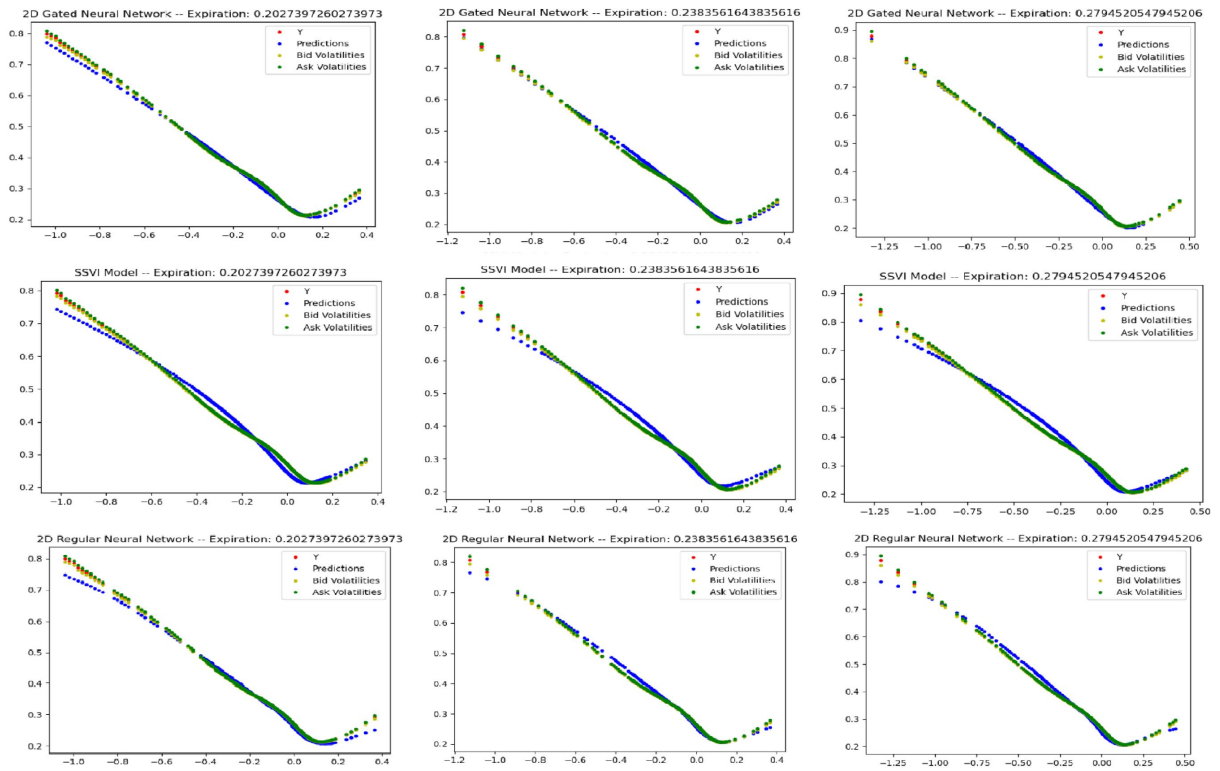 2D Gated Neural Network -- Expiration: 0.2027397260273973
Y
Predictions
Bid Volatilities
Ask Volatilities
0.8
0.7
0.6
0.5
0.4
0.3
0.2
−1.0 −0.8 −0.6 −0.4 −0.2 0.0 0.2 0.4
2D Gated Neural Network -- Expiration: 0.2383561643835616
Y
Predictions
Bid Volatilities
Ask Volatilities
0.8
0.7
0.6
0.5
0.4
0.3
0.2
−1.2 −1.0 −0.8 −0.6 −0.4 −0.2 0.0 0.2 0.4
2D Gated Neural Network -- Expiration: 0.2794520547945206
Y
Predictions
Bid Volatilities
Ask Volatilities
0.9
0.8
0.7
0.6
0.5
0.4
0.3
0.2
−1.25 −1.00 −0.75 −0.50 −0.25 0.00 0.25 0.50
SSVI Model -- Expiration: 0.2027397260273973
Y
Predictions
Bid Volatilities
Ask Volatilities
0.8
0.7
0.6
0.5
0.4
0.3
0.2
−1.0 −0.8 −0.6 −0.4 −0.2 0.0 0.2 0.4
SSVI Model -- Expiration: 0.2383561643835616
Y
Predictions
Bid Volatilities
Ask Volatilities
0.8
0.7
0.6
0.5
0.4
0.3
0.2
−1.2 −1.0 −0.8 −0.6 −0.4 −0.2 0.0 0.2 0.4
SSVI Model -- Expiration: 0.2794520547945206
Y
Predictions
Bid Volatilities
Ask Volatilities
0.9
0.8
0.7
0.6
0.5
0.4
0.3
0.2
−1.25 −1.00 −0.75 −0.50 −0.25 0.00 0.25 0.50
2D Regular Neural Network -- Expiration: 0.2027397260273973
Y
Predictions
Bid Volatilities
Ask Volatilities
0.8
0.7
0.6
0.5
0.4
0.3
0.2
−1.0 −0.8 −0.6 −0.4 −0.2 0.0 0.2 0.4
2D Regular Neural Network -- Expiration: 0.2383561643835616
Y
Predictions
Bid Volatilities
Ask Volatilities
0.8
0.7
0.6
0.5
0.4
0.3
0.2
−1.2 −1.0 −0.8 −0.6 −0.4 −0.2 0.0 0.2 0.4
2D Regular Neural Network -- Expiration: 0.2794520547945206
Y
Predictions
Bid Volatilities
Ask Volatilities
0.9
0.8
0.7
0.6
0.5
0.4
0.3
0.2
−1.25 −1.00 −0.75 −0.50 −0.25 0.00 0.25 0.50